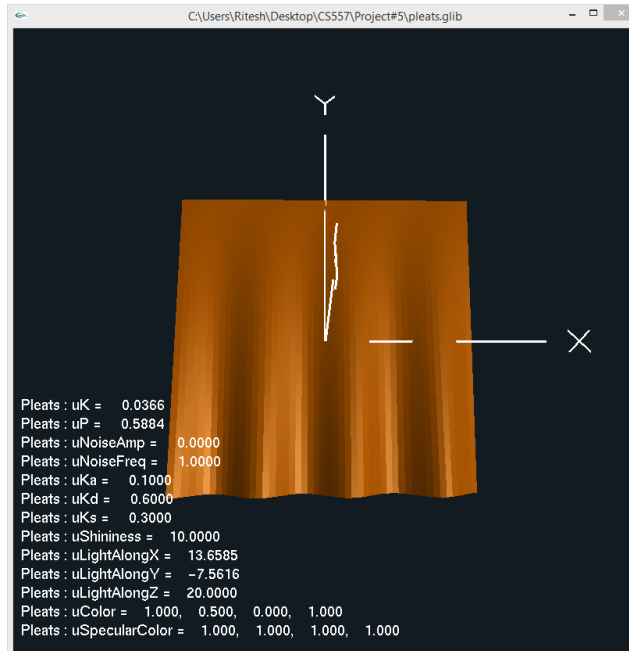 C:\Users\Ritesh\Desktop\CS557\Project#5\pleats.glib
Y
X
Pleats : uK = 0.0366
Pleats : uP = 0.5884
Pleats : uNoiseAmp = 0.0000
Pleats : uNoiseFreq = 1.0000
Pleats : uKa = 0.1000
Pleats : uKd = 0.6000
Pleats : uKs = 0.3000
Pleats : uShininess = 10.0000
Pleats : uLightAlongX = 13.6585
Pleats : uLightAlongY = -7.5616
Pleats : uLightAlongZ = 20.0000
Pleats : uColor = 1.000, 0.500, 0.000, 1.000
Pleats : uSpecularColor = 1.000, 1.000, 1.000, 1.000